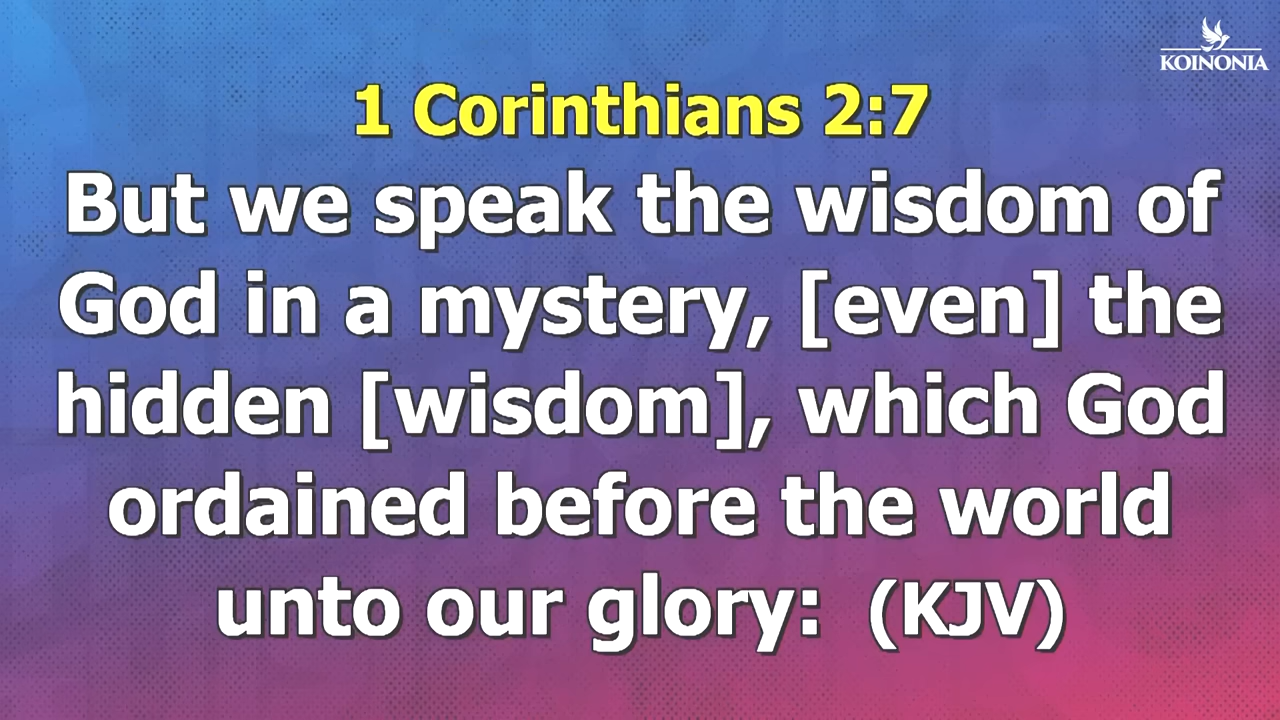 KOINONIA
1 Corinthians 2:7
But we speak the wisdom of
God in a mystery, [even] the
hidden [wisdom], which God
ordained before the world
unto our glory: (KJV)